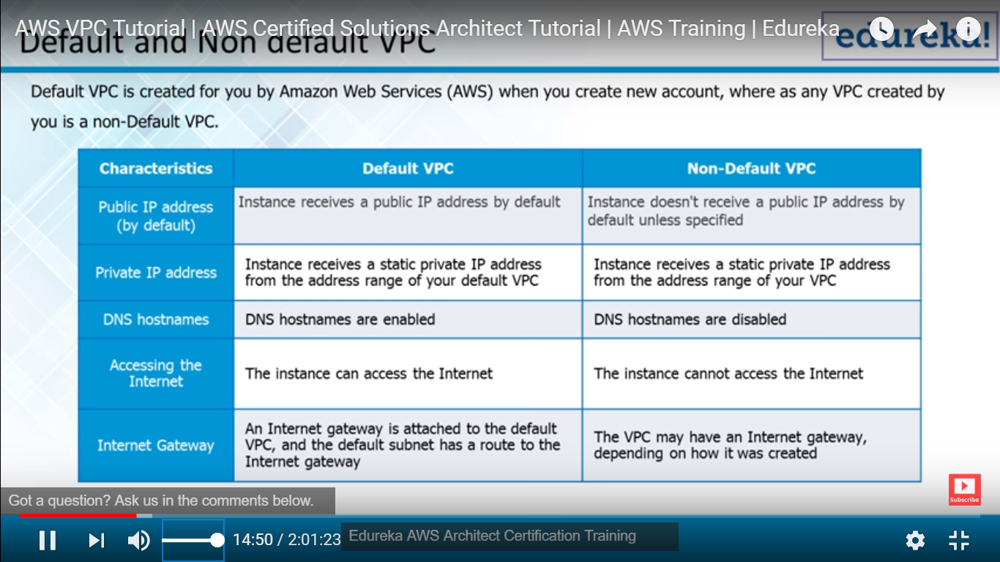 AWS VPC Tutorial | AWS Certified Solutions Architect Tutorial | AWS Training | Edureka
Default and Non default VPC
edureka!
Default VPC is created for you by Amazon Web Services (AWS) when you create new account, where as any VPC created by
you is a non-Default VPC.
Characteristics
Default VPC
Non-Default VPC
Public IP address
(by default)
Instance receives a public IP address by default
Instance doesn't receive a public IP address by
default unless specified
Private IP address
Instance receives a static private IP address
from the address range of your default VPC
Instance receives a static private IP address
from the address range of your VPC
DNS hostnames
DNS hostnames are enabled
DNS hostnames are disabled
Accessing the
Internet
The instance can access the Internet
The instance cannot access the Internet
Internet Gateway
An Internet gateway is attached to the default
VPC, and the default subnet has a route to the
Internet gateway
The VPC may have an Internet gateway,
depending on how it was created
Subscribe
Got a question? Ask us in the comments below.
14:50 / 2:01:23
Edureka AWS Architect Certification Training